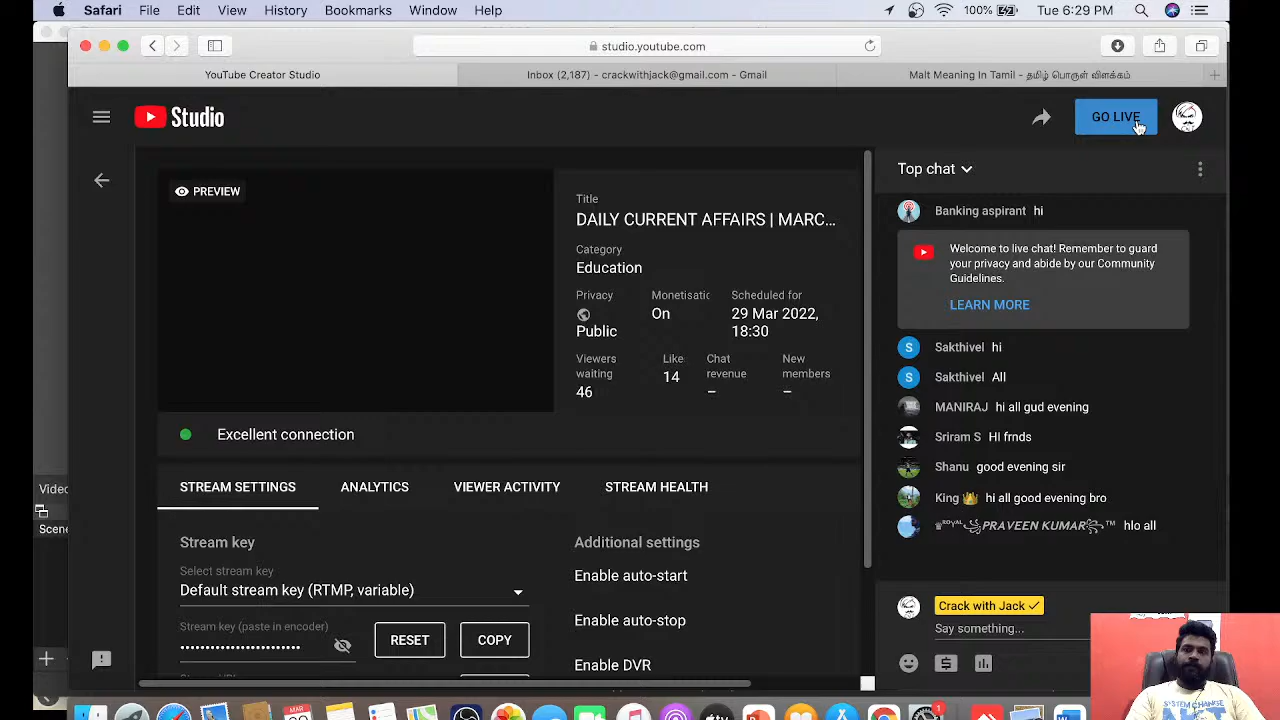 Safari File Edit View History Bookmarks Window Help 100% Tue 6:29 PM
studio.youtube.com
YouTube Creator Studio Inbox (2,187) - crackwithjack@gmail.com - Gmail Malt Meaning In Tamil - தமிழ் பொருள் விளக்கம்
Studio GO LIVE
PREVIEW
Title
DAILY CURRENT AFFAIRS | MARC...
Category
Education
Privacy Monetisatic Scheduled for
Public On 29 Mar 2022, 18:30
Viewers waiting Like Chat revenue New members
46 14 – –
Excellent connection
STREAM SETTINGS ANALYTICS VIEWER ACTIVITY STREAM HEALTH
Stream key
Select stream key
Default stream key (RTMP, variable)
Stream key (paste in encoder)
•••••••••••••••••••• RESET COPY
Additional settings
Enable auto-start
Enable auto-stop
Enable DVR
Top chat
Banking aspirant hi
Welcome to live chat! Remember to guard
your privacy and abide by our Community
Guidelines.
LEARN MORE
S Sakthivel hi
S Sakthivel All
MANIRAJ hi all gud evening
Sriram S HI frnds
Shanu good evening sir
King 👑 hi all good evening bro
♕ᴿᴼʸᴬᴸ꧁PRAVEEN KUMAR꧂™ hlo all
Crack with Jack ✓
Say something...
Video
Scene
MAR
1
SYSTEM CHANGE